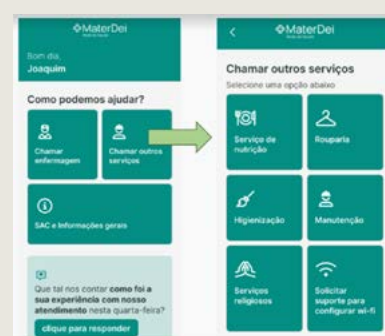 MaterDei
Bom dia,
Joaquim
Como podemos ajudar?
Chamar
enfermagem
Chamar outros
serviços
SAC e Informações gerais
Que tal nos contar como foi a
sua experiência com nosso
atendimento nesta quarta-feira?
clique para responder
MaterDei
Chamar outros serviços
Selecione uma opção abaixo
Serviço de
nutrição
Rouparia
Higienização
Manutenção
Serviços
religiosos
Solicitar
suporte para
configurar wi-fi